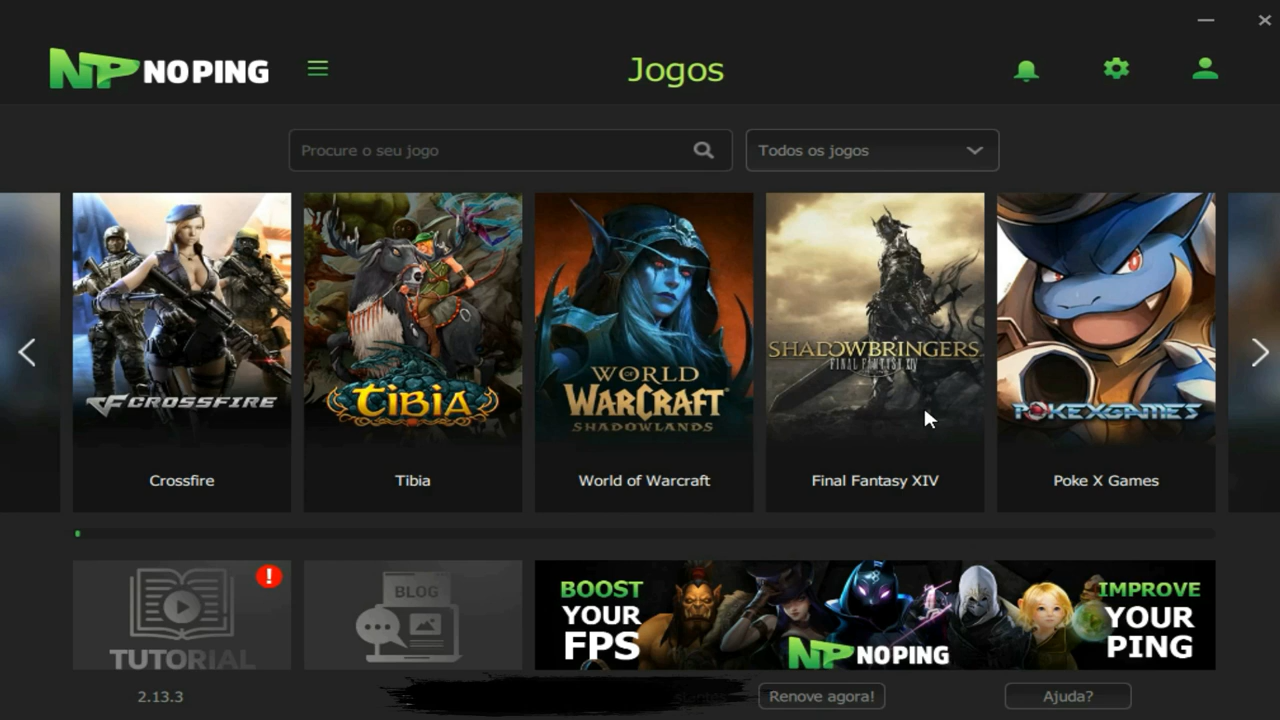 NP NOPING
Jogos
Procure o seu jogo
Todos os jogos
CROSSFIRE
TIBIA
WORLD
OF
WARCRAFT
SHADOWLANDS
SHADOWBRINGERS
FINAL FANTASY XIV
POKEXGAMES
Crossfire
Tibia
World of Warcraft
Final Fantasy XIV
Poke X Games
!
TUTORIAL
BLOG
BOOST
YOUR
FPS
NP NOPING
IMPROVE
YOUR
PING
2.13.3
Renove agora!
Ajuda?